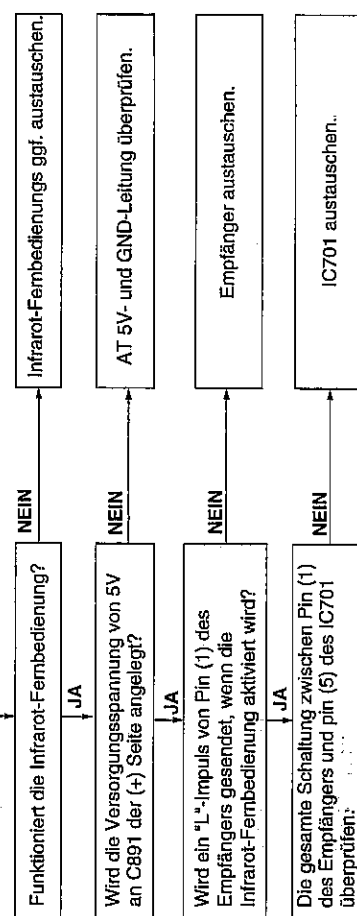 Funktioniert die Infrarot-Fernbedienung?
NEIN
Infrarot-Fernbedienungs ggf. austauschen.
JA
Wird die Versorgungsspannung von 5V
an C891 der (+) Seite angelegt?
NEIN
AT 5V- und GND-Leitung überprüfen.
JA
Wird ein "L"-Impuls von Pin (1) des
Empfängers gesendet, wenn die
Infrarot-Fernbedienung aktiviert wird?
NEIN
Empfänger austauschen.
JA
Die gesamte Schaltung zwischen Pin (1)
des Empfängers und pin (5) des IC701
überprüfen.
NEIN
IC701 austauschen.